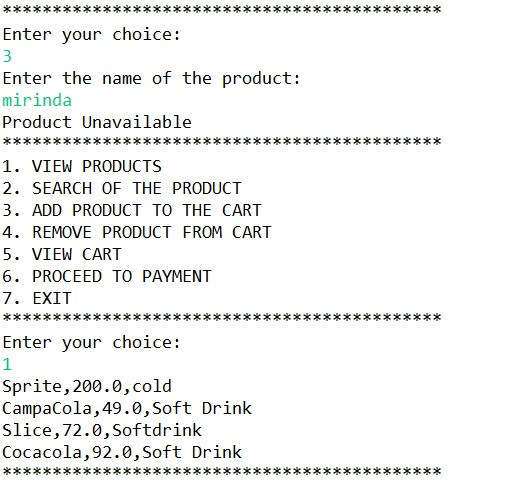 ********************************************
Enter your choice:
3
Enter the name of the product:
mirinda
Product Unavailable
********************************************
1. VIEW PRODUCTS
2. SEARCH OF THE PRODUCT
3. ADD PRODUCT TO THE CART
4. REMOVE PRODUCT FROM CART
5. VIEW CART
6. PROCEED TO PAYMENT
7. EXIT
********************************************
Enter your choice:
1
Sprite,200.0,cold
CampaCola,49.0,Soft Drink
Slice,72.0,Softdrink
Cocacola,92.0,Soft Drink
********************************************